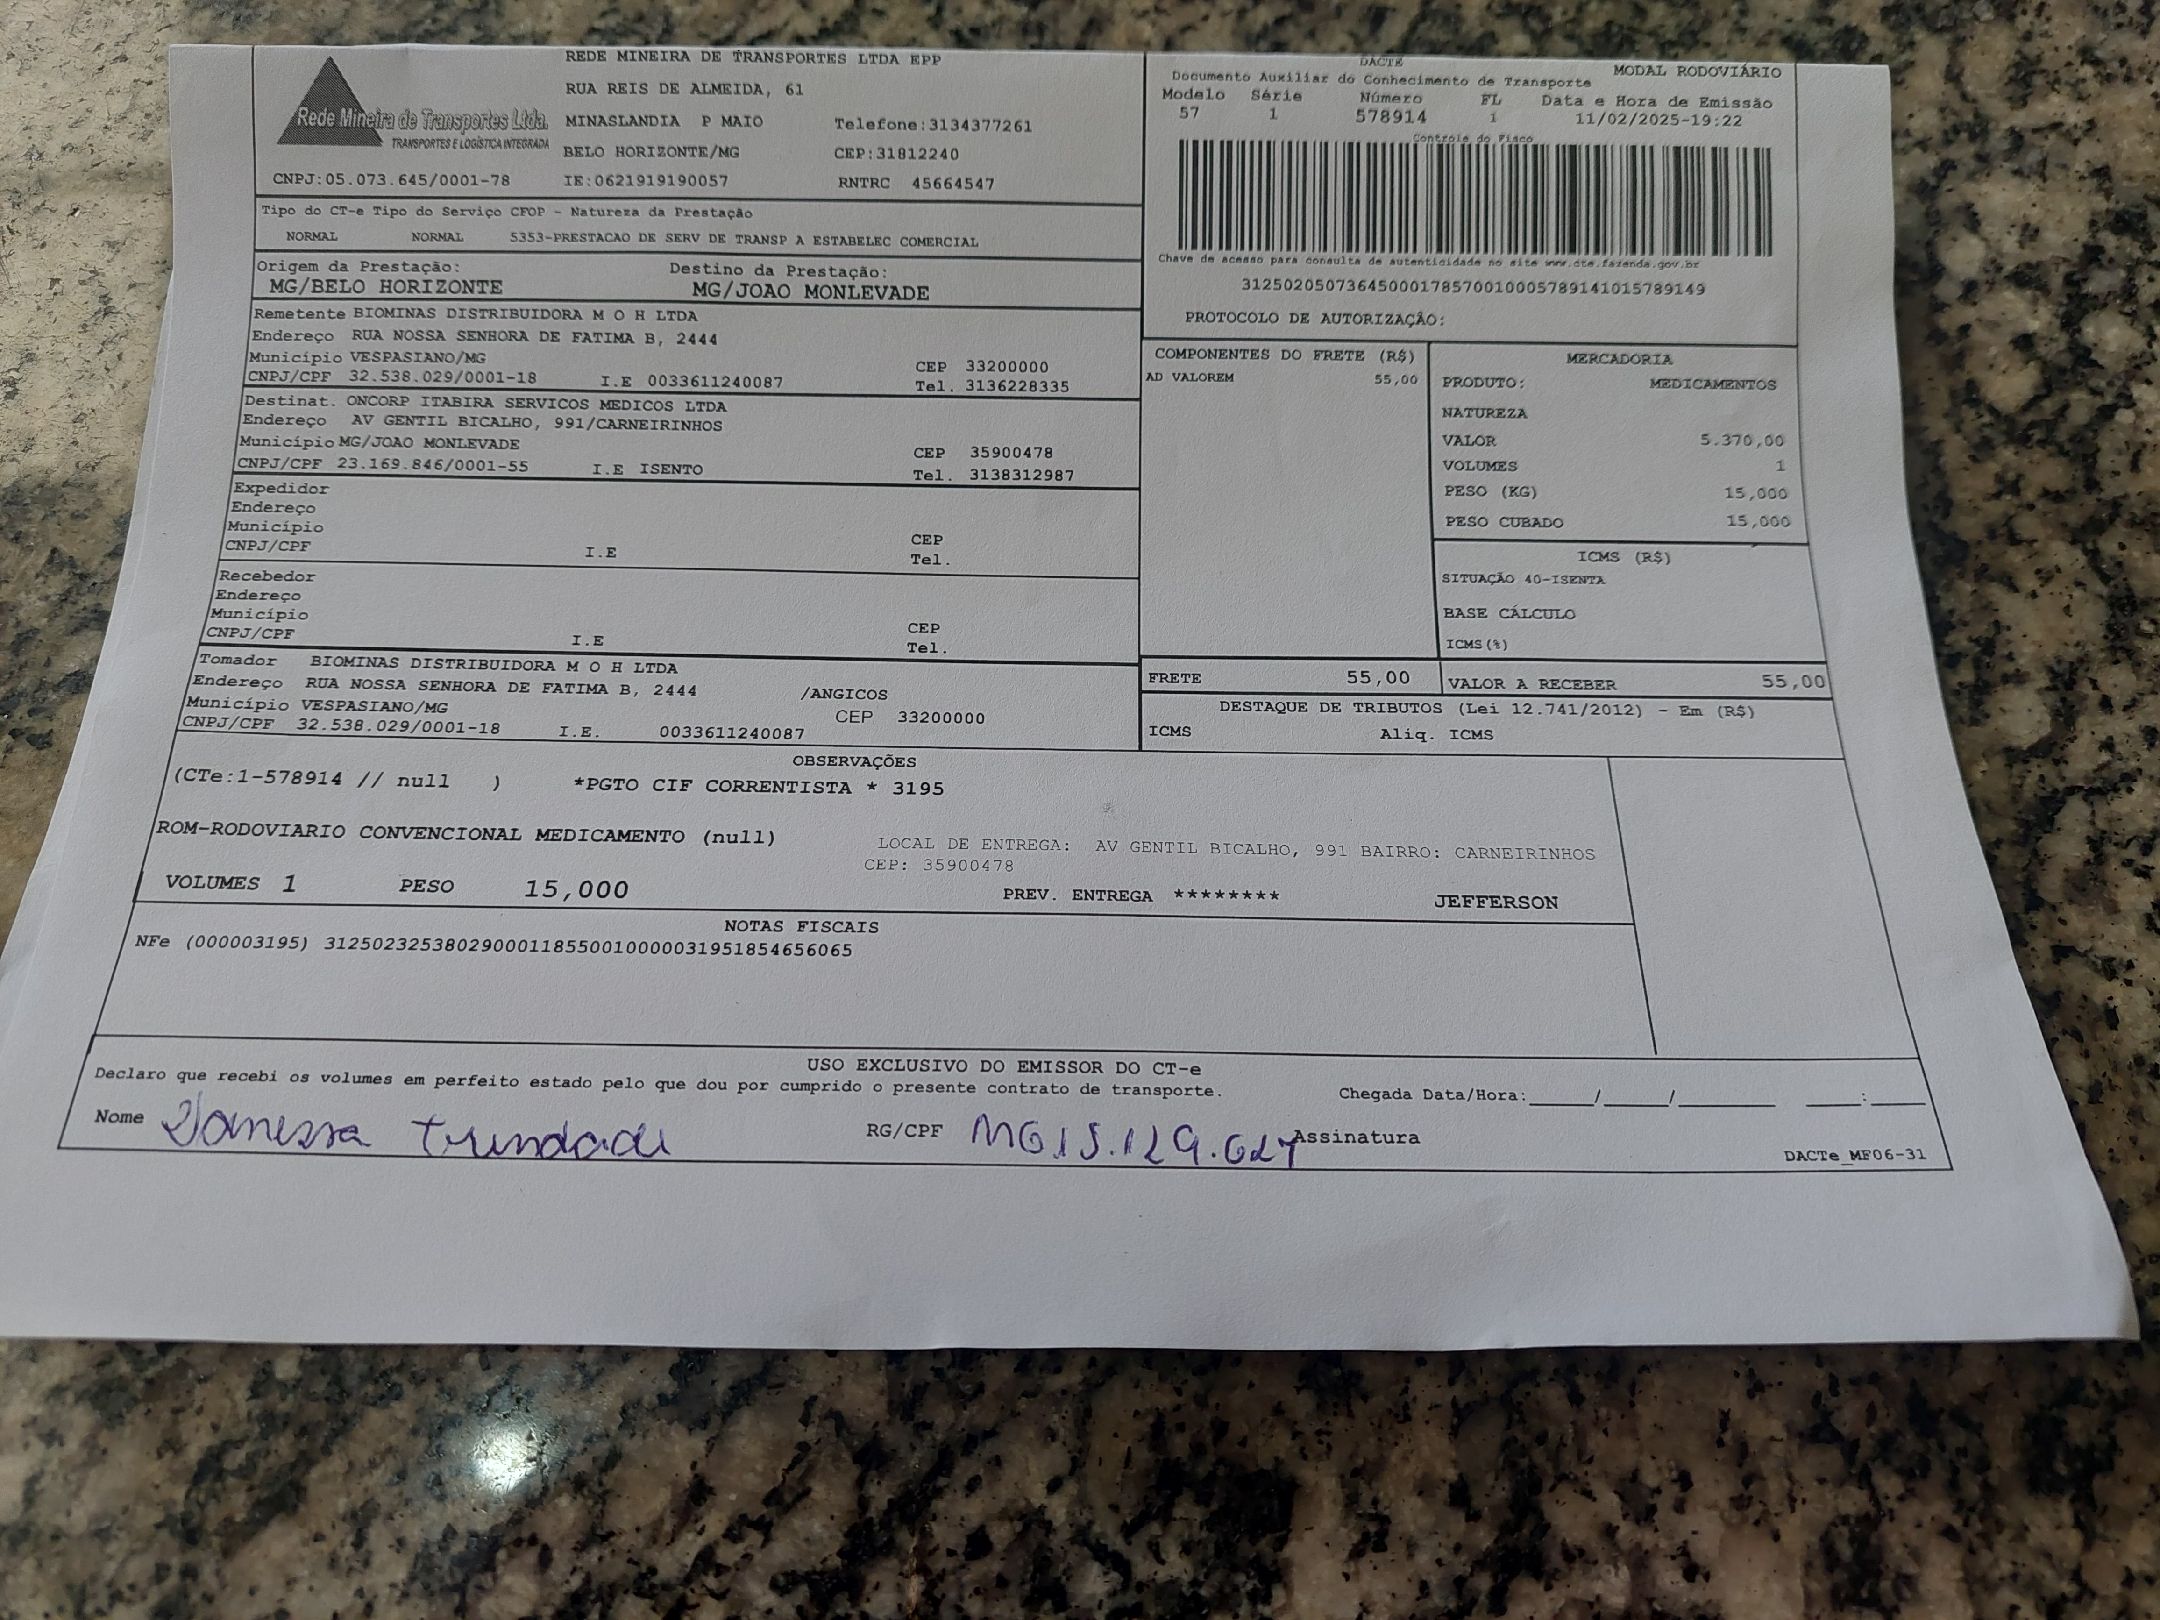 Rede Mineira de Transportes Ltda.
TRANSPORTES E LOGÍSTICA INTEGRADA
REDE MINEIRA DE TRANSPORTES LTDA EPP
RUA REIS DE ALMEIDA, 61
MINASLANDIA P MAIO Telefone:3134377261
BELO HORIZONTE/MG CEP:31812240
CNPJ:05.073.645/0001-78 IE:0621919190057 RNTRC 45664547
DACTE
Documento Auxiliar do Conhecimento de Transporte MODAL RODOVIÁRIO
Modelo Série Número FL Data e Hora de Emissão
57 1 578914 1 11/02/2025-19:22
Controle do Fisco
Chave de acesso para consulta de autenticidade no site www.cte.fazenda.gov.br
31250205073645000178570010005789141015789149
PROTOCOLO DE AUTORIZAÇÃO:
Tipo do CT-e Tipo do Serviço CFOP - Natureza da Prestação
NORMAL NORMAL 5353-PRESTACAO DE SERV DE TRANSP A ESTABELEC COMERCIAL
Origem da Prestação: Destino da Prestação:
MG/BELO HORIZONTE MG/JOAO MONLEVADE
Remetente BIOMINAS DISTRIBUIDORA M O H LTDA
Endereço RUA NOSSA SENHORA DE FATIMA B, 2444
Município VESPASIANO/MG CEP 33200000
CNPJ/CPF 32.538.029/0001-18 I.E 0033611240087 Tel. 3136228335
Destinat. ONCORP ITABIRA SERVICOS MEDICOS LTDA
Endereço AV GENTIL BICALHO, 991/CARNEIRINHOS
Município MG/JOAO MONLEVADE CEP 35900478
CNPJ/CPF 23.169.846/0001-55 I.E ISENTO Tel. 3138312987
Expedidor
Endereço
Município CEP
CNPJ/CPF I.E Tel.
Recebedor
Endereço
Município CEP
CNPJ/CPF I.E Tel.
Tomador BIOMINAS DISTRIBUIDORA M O H LTDA
Endereço RUA NOSSA SENHORA DE FATIMA B, 2444 /ANGICOS
Município VESPASIANO/MG CEP 33200000
CNPJ/CPF 32.538.029/0001-18 I.E. 0033611240087
COMPONENTES DO FRETE (R$)
AD VALOREM 55,00
MERCADORIA
PRODUTO: MEDICAMENTOS
NATUREZA
VALOR 5.370,00
VOLUMES 1
PESO (KG) 15,000
PESO CUBADO 15,000
ICMS (R$)
SITUAÇÃO 40-ISENTA
BASE CÁLCULO
ICMS(%)
FRETE 55,00 VALOR A RECEBER 55,00
DESTAQUE DE TRIBUTOS (Lei 12.741/2012) - Em (R$)
ICMS Aliq. ICMS
OBSERVAÇÕES
(CTe:1-578914 // null ) *PGTO CIF CORRENTISTA * 3195
ROM-RODOVIARIO CONVENCIONAL MEDICAMENTO (null)
LOCAL DE ENTREGA: AV GENTIL BICALHO, 991 BAIRRO: CARNEIRINHOS
CEP: 35900478
VOLUMES 1 PESO 15,000 PREV. ENTREGA ******** JEFFERSON
NOTAS FISCAIS
NFe (000003195) 31250232538029000118550010000031951854656065
USO EXCLUSIVO DO EMISSOR DO CT-e
Declaro que recebi os volumes em perfeito estado pelo que dou por cumprido o presente contrato de transporte. Chegada Data/Hora:____/____/______ ____:____
Nome Vanessa Trindade RG/CPF MG15.129.627 Assinatura
DACTe_MF06-31